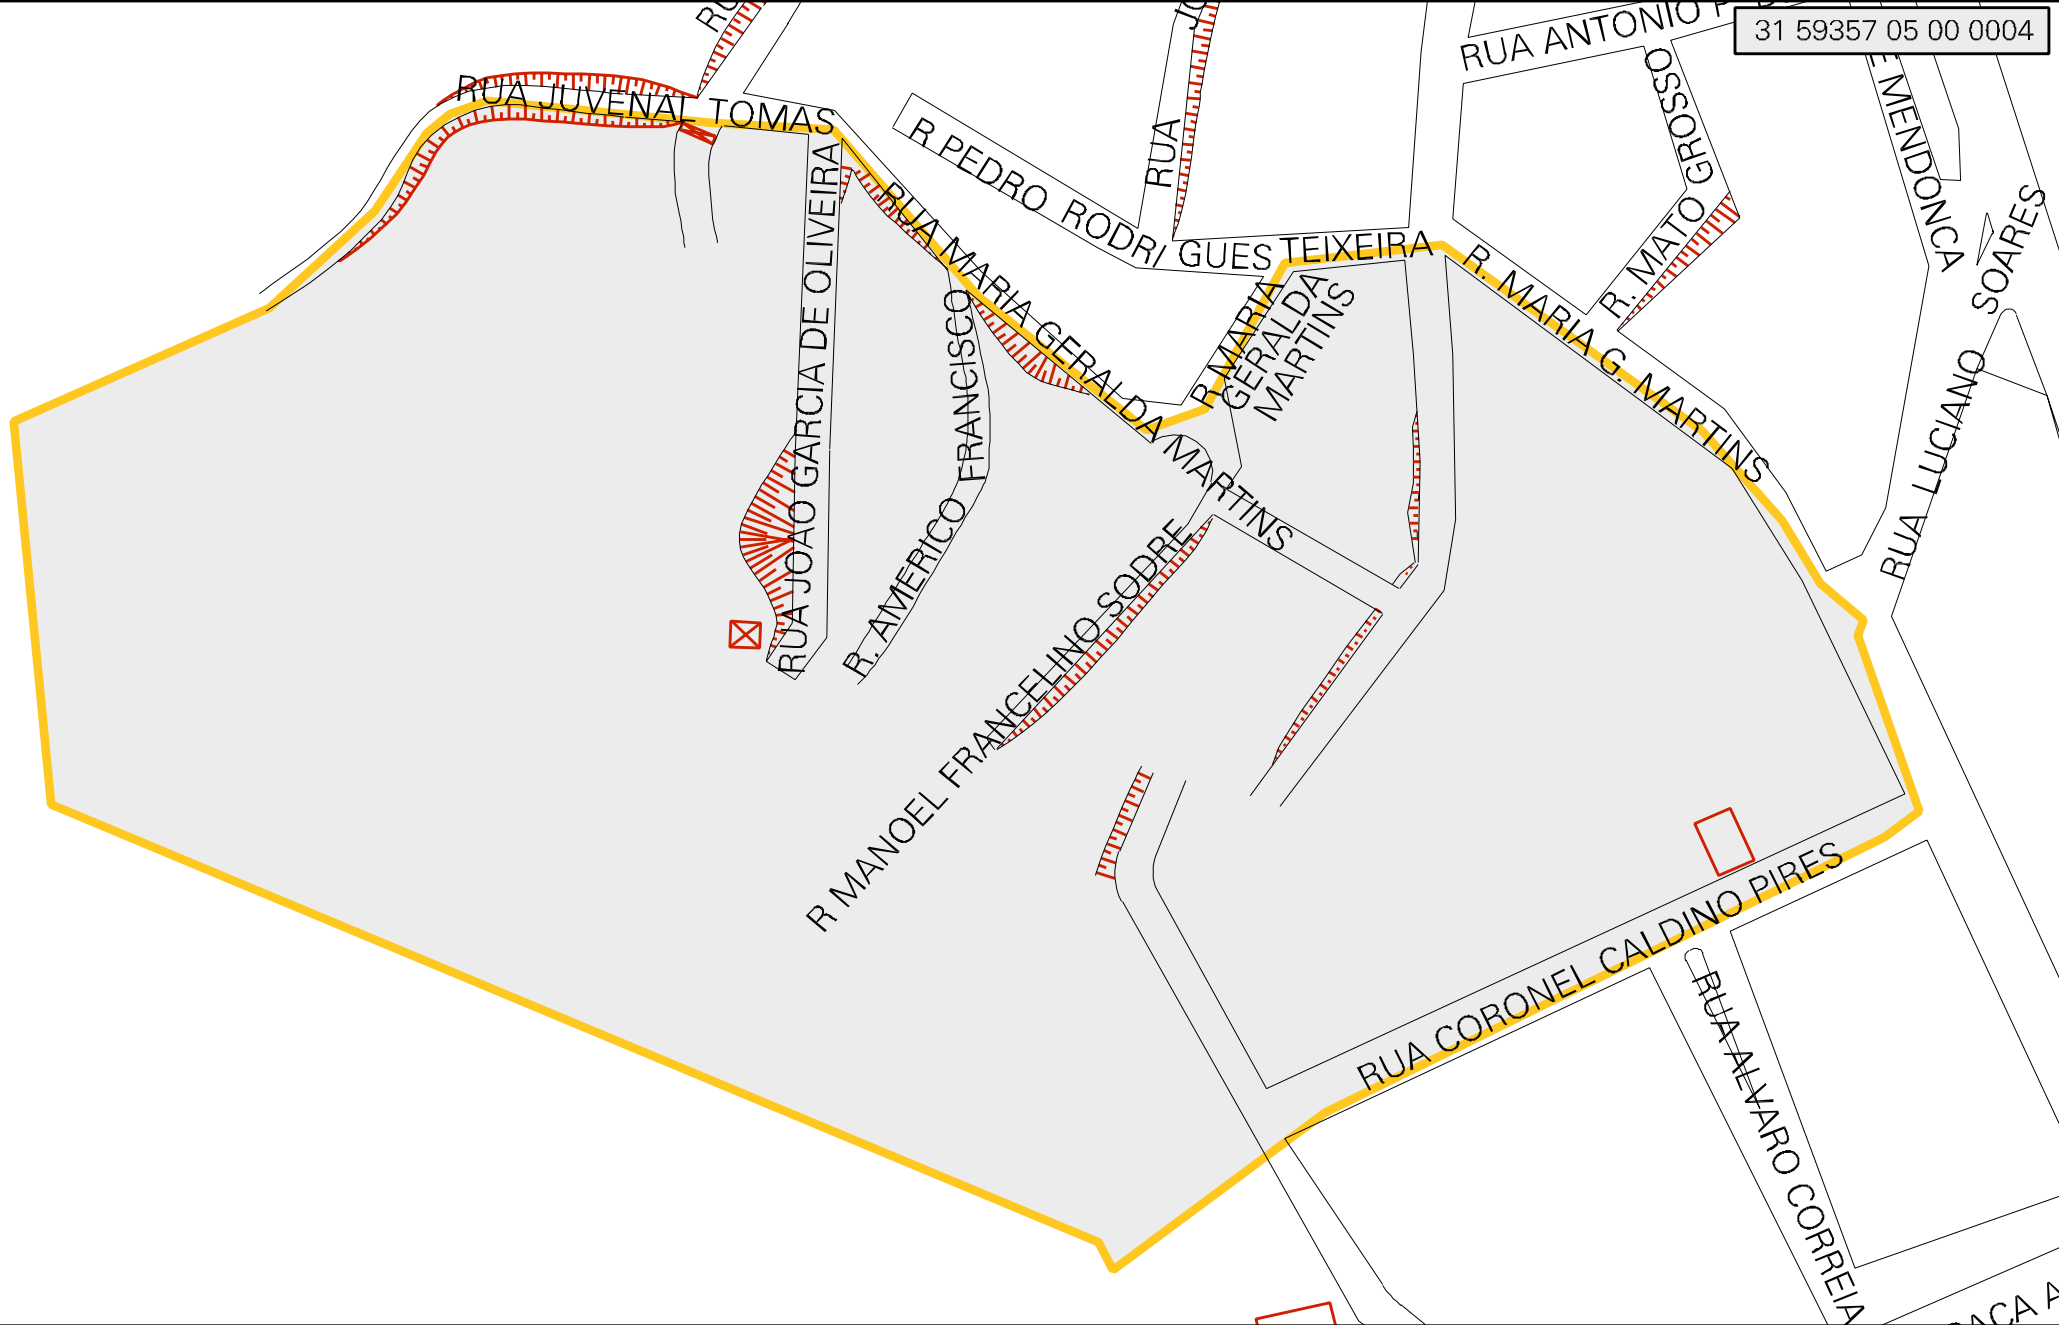 31 59357 05 00 0004
RUA ANTONIO
RUA JUVENAL TOMAS
R PEDRO RODRIGUES TEIXEIRA
RUA
R. MATO GROSSO
E MENDONCA
RUA LUCIANO SOARES
RUA JOAO GARCIA DE OLIVEIRA
RUA MARIA GERALDA MARTINS
R. AMERICO FRANCISCO
R MARIA
GERALDA
MARTINS
R. MARIA G. MARTINS
R MANOEL FRANCELINO SODRE
RUA CORONEL CALDINO PIRES
RUA ALVARO CORREIA